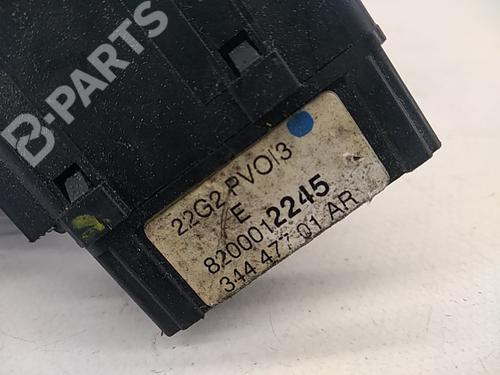 B-PARTS
22G2 PVOI3
E
8200012245
344 477 01 AR